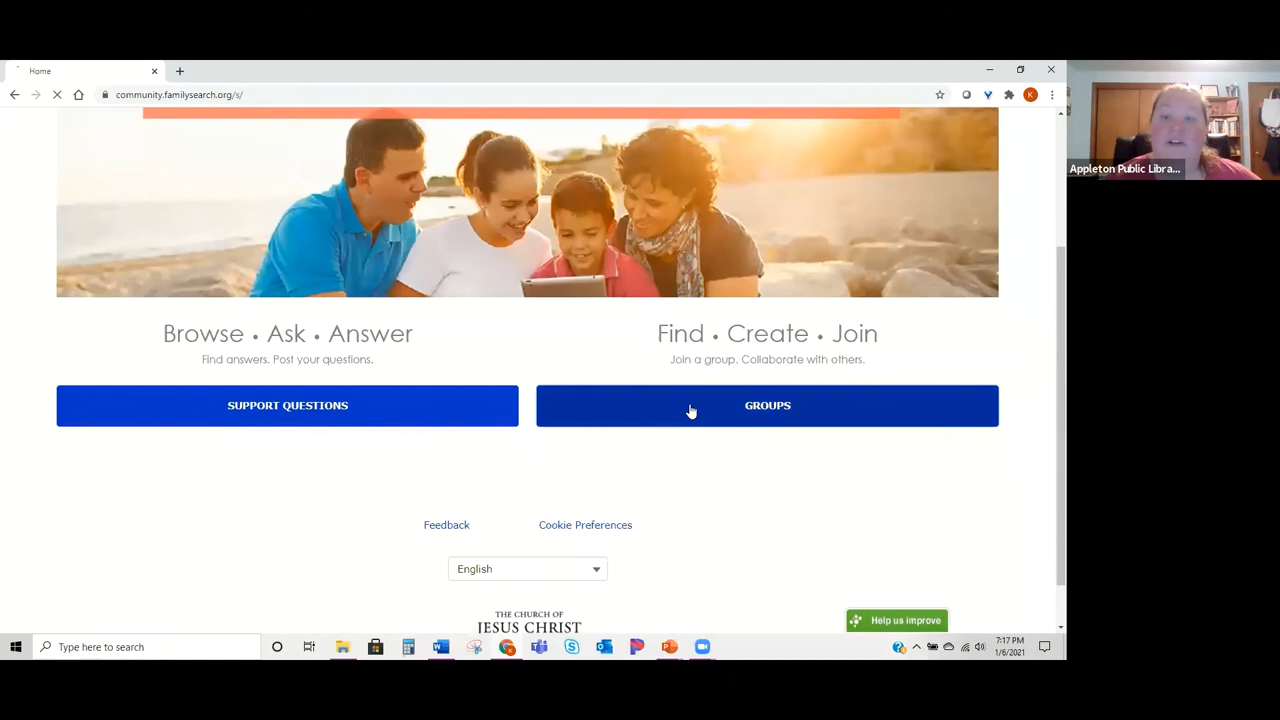 Home
community.familysearch.org/s/
K
Appleton Public Libra...
Browse • Ask • Answer
Find answers. Post your questions.
SUPPORT QUESTIONS
Find • Create • Join
Join a group. Collaborate with others.
GROUPS
Feedback
Cookie Preferences
English
THE CHURCH OF
JESUS CHRIST
Help us improve
Type here to search
7:17 PM
1/6/2021